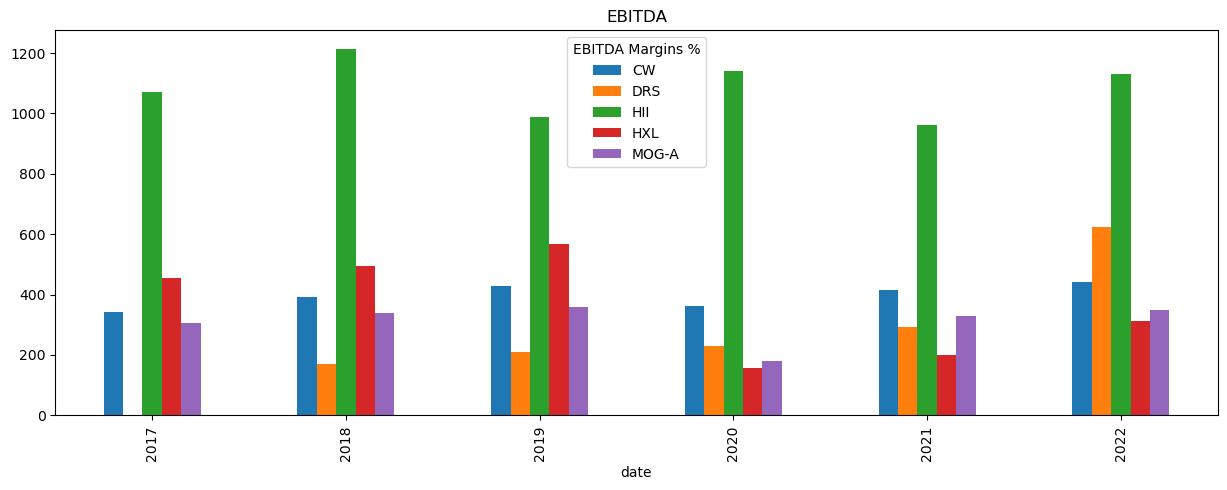 EBITDA
1200
1000
800
600
400
200
0
EBITDA Margins %
CW
DRS
HII
HXL
MOG-A
2017
2018
2019
2020
2021
2022
date